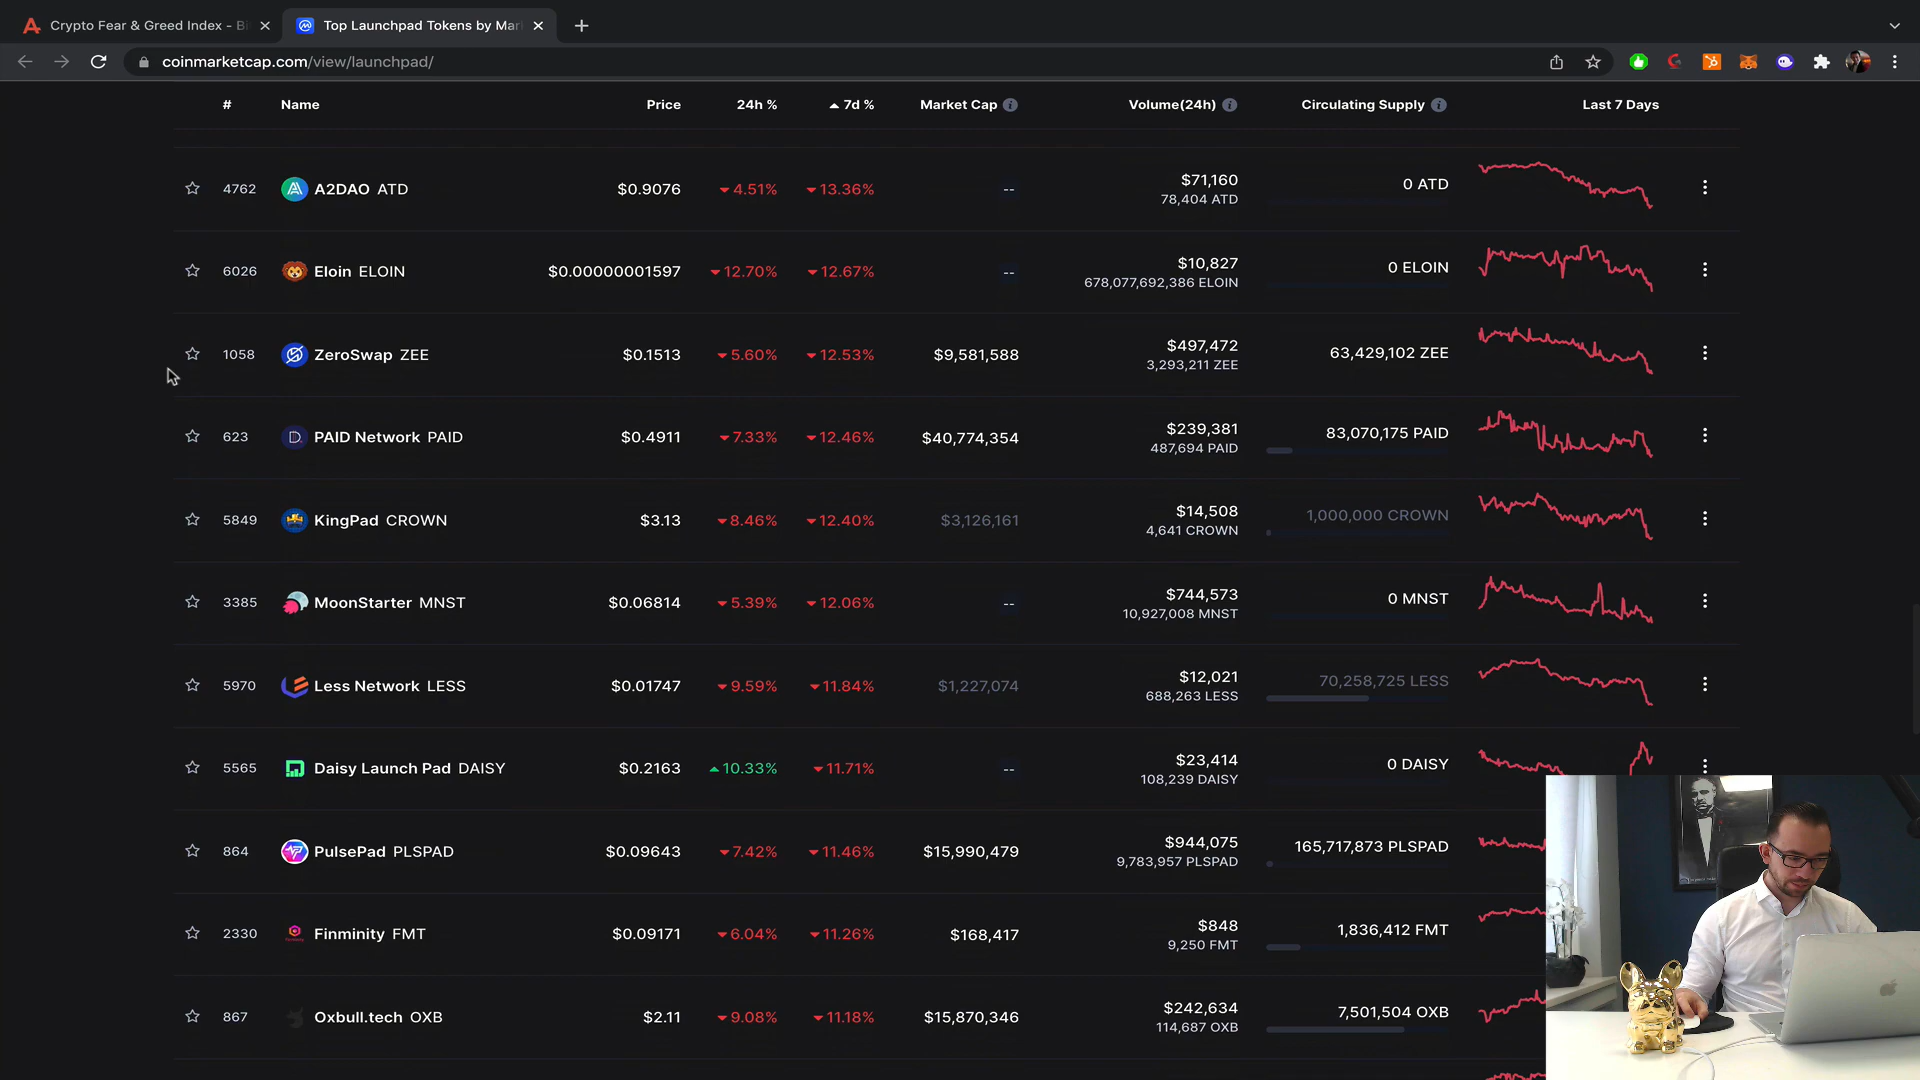 Crypto Fear & Greed Index - Bi
Top Launchpad Tokens by Mar
coinmarketcap.com/view/launchpad/
# Name Price 24h % 7d % Market Cap Volume(24h) Circulating Supply Last 7 Days
4762 A2DAO ATD $0.9076 4.51% 13.36% -- $71,160 0 ATD
78,404 ATD
6026 Eloin ELOIN $0.00000001597 12.70% 12.67% -- $10,827 0 ELOIN
678,077,692,386 ELOIN
1058 ZeroSwap ZEE $0.1513 5.60% 12.53% $9,581,588 $497,472 63,429,102 ZEE
3,293,211 ZEE
623 PAID Network PAID $0.4911 7.33% 12.46% $40,774,354 $239,381 83,070,175 PAID
487,694 PAID
5849 KingPad CROWN $3.13 8.46% 12.40% $3,126,161 $14,508 1,000,000 CROWN
4,641 CROWN
3385 MoonStarter MNST $0.06814 5.39% 12.06% -- $744,573 0 MNST
10,927,008 MNST
5970 Less Network LESS $0.01747 9.59% 11.84% $1,227,074 $12,021 70,258,725 LESS
688,263 LESS
5565 Daisy Launch Pad DAISY $0.2163 10.33% 11.71% -- $23,414 0 DAISY
108,239 DAISY
864 PulsePad PLSPAD $0.09643 7.42% 11.46% $15,990,479 $944,075 165,717,873 PLSPAD
9,783,957 PLSPAD
2330 Finminity FMT $0.09171 6.04% 11.26% $168,417 $848 1,836,412 FMT
9,250 FMT
867 Oxbull.tech OXB $2.11 9.08% 11.18% $15,870,346 $242,634 7,501,504 OXB
114,687 OXB